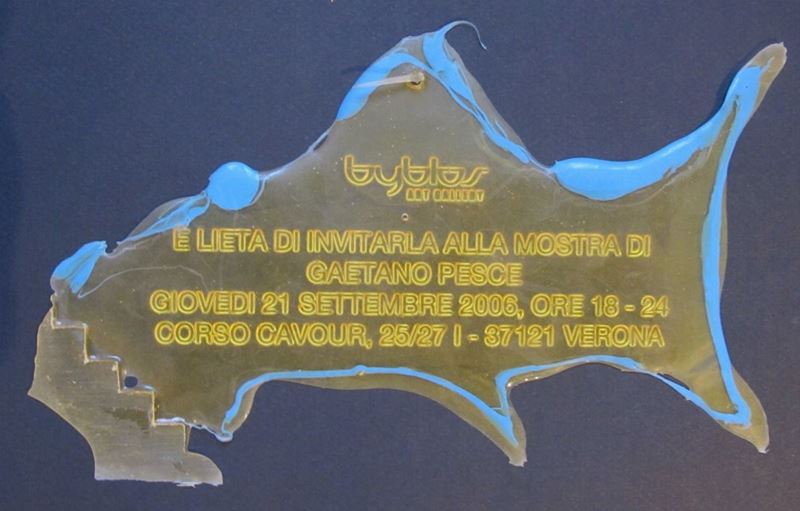 byblos
ART GALLERY
E LIETA DI INVITARLA ALLA MOSTRA DI
GAETANO PESCE
GIOVEDI 21 SETTEMBRE 2006, ORE 18 - 24
CORSO CAVOUR, 25/27 I - 37121 VERONA